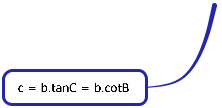 c = b.tanC = b.cotB